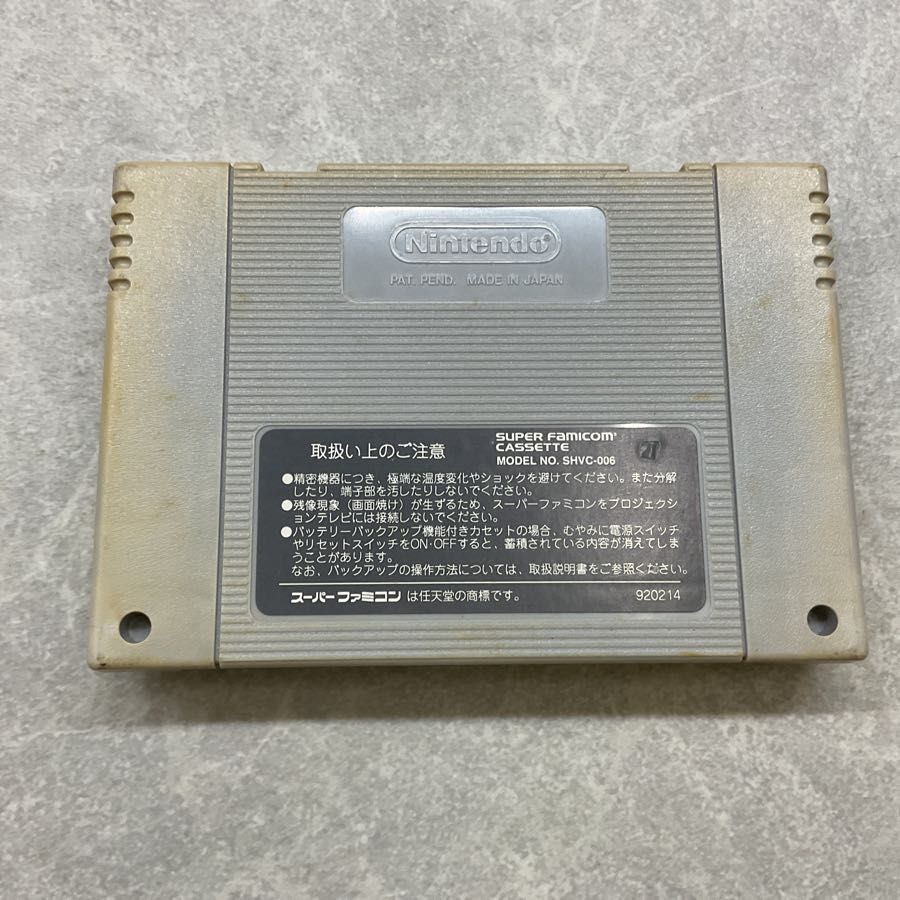 Nintendo®
PAT. PEND. MADE IN JAPAN
取扱い上のご注意
SUPER FAMICOM
CASSETTE
MODEL NO. SHVC-006
●精密機器につき、極端な温度変化やショックを避けてください。また分解
したり、端子部を汚したりしないでください。
●残像現象（画面焼け）が生ずるため、スーパーファミコンをプロジェクシ
ョンテレビには接続しないでください。
●バッテリーバックアップ機能付きカセットの場合、むやみに電源スイッチ
やリセットスイッチをON・OFFすると、蓄積されている内容が消えてしま
うことがあります。
なお、バックアップの操作方法については、取扱説明書をご参照ください。
スーパーファミコン は任天堂の商標です。 920214